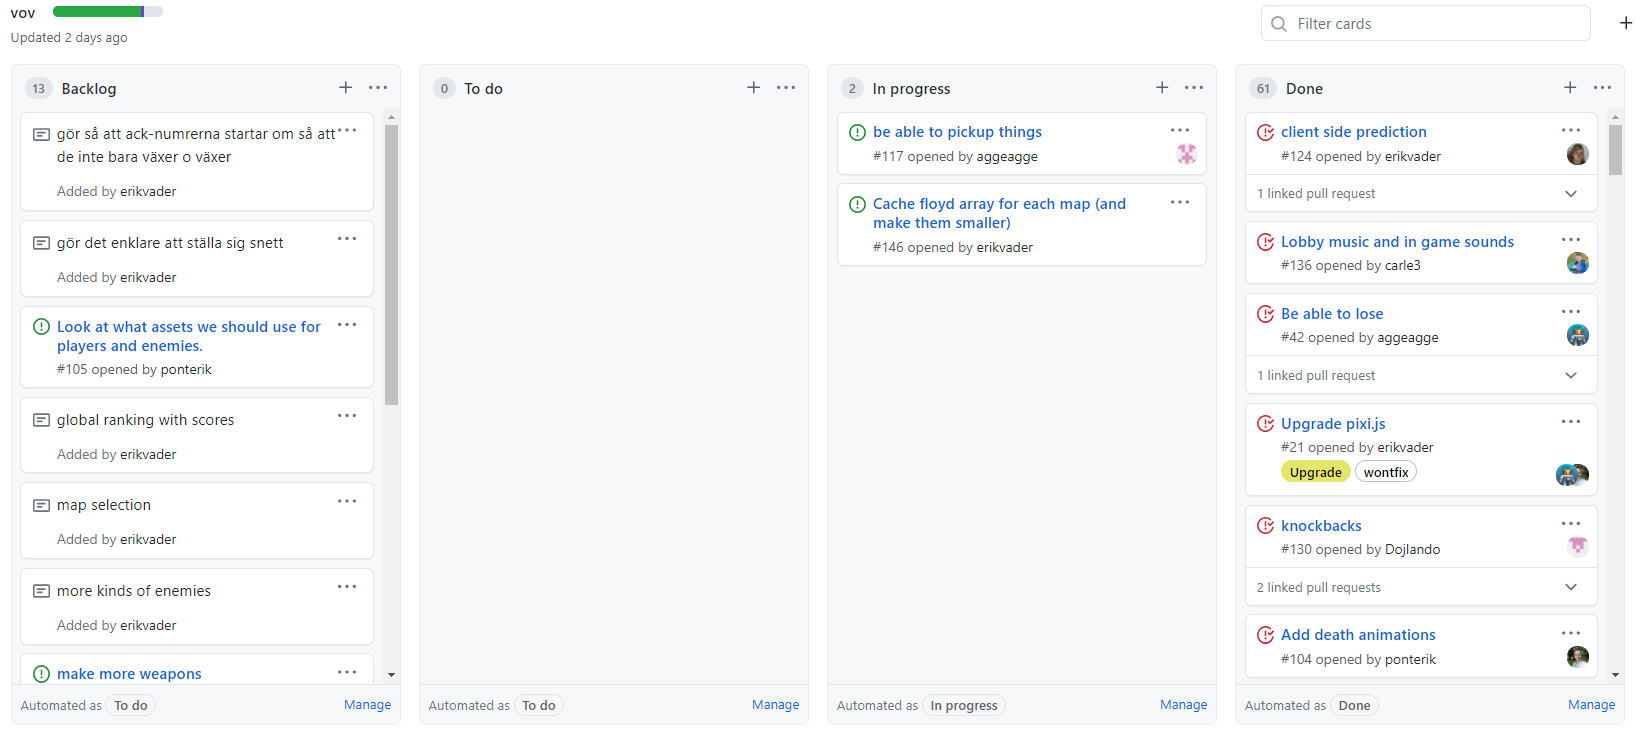 vov
Updated 2 days ago
Filter cards
13 Backlog
gör så att ack-numrerna startar om så att
de inte bara växer o växer
Added by erikvader
gör det enklare att ställa sig snett
Added by erikvader
Look at what assets we should use for
players and enemies.
#105 opened by ponterik
global ranking with scores
Added by erikvader
map selection
Added by erikvader
more kinds of enemies
Added by erikvader
make more weapons
Automated as To do
Manage
0 To do
Automated as To do
Manage
2 In progress
be able to pickup things
#117 opened by aggeagge
Cache floyd array for each map (and
make them smaller)
#146 opened by erikvader
Automated as In progress
Manage
61 Done
client side prediction
#124 opened by erikvader
1 linked pull request
Lobby music and in game sounds
#136 opened by carle3
Be able to lose
#42 opened by aggeagge
1 linked pull request
Upgrade pixi.js
#21 opened by erikvader
Upgrade wontfix
knockbacks
#130 opened by Dojlando
2 linked pull requests
Add death animations
#104 opened by ponterik
Automated as Done
Manage